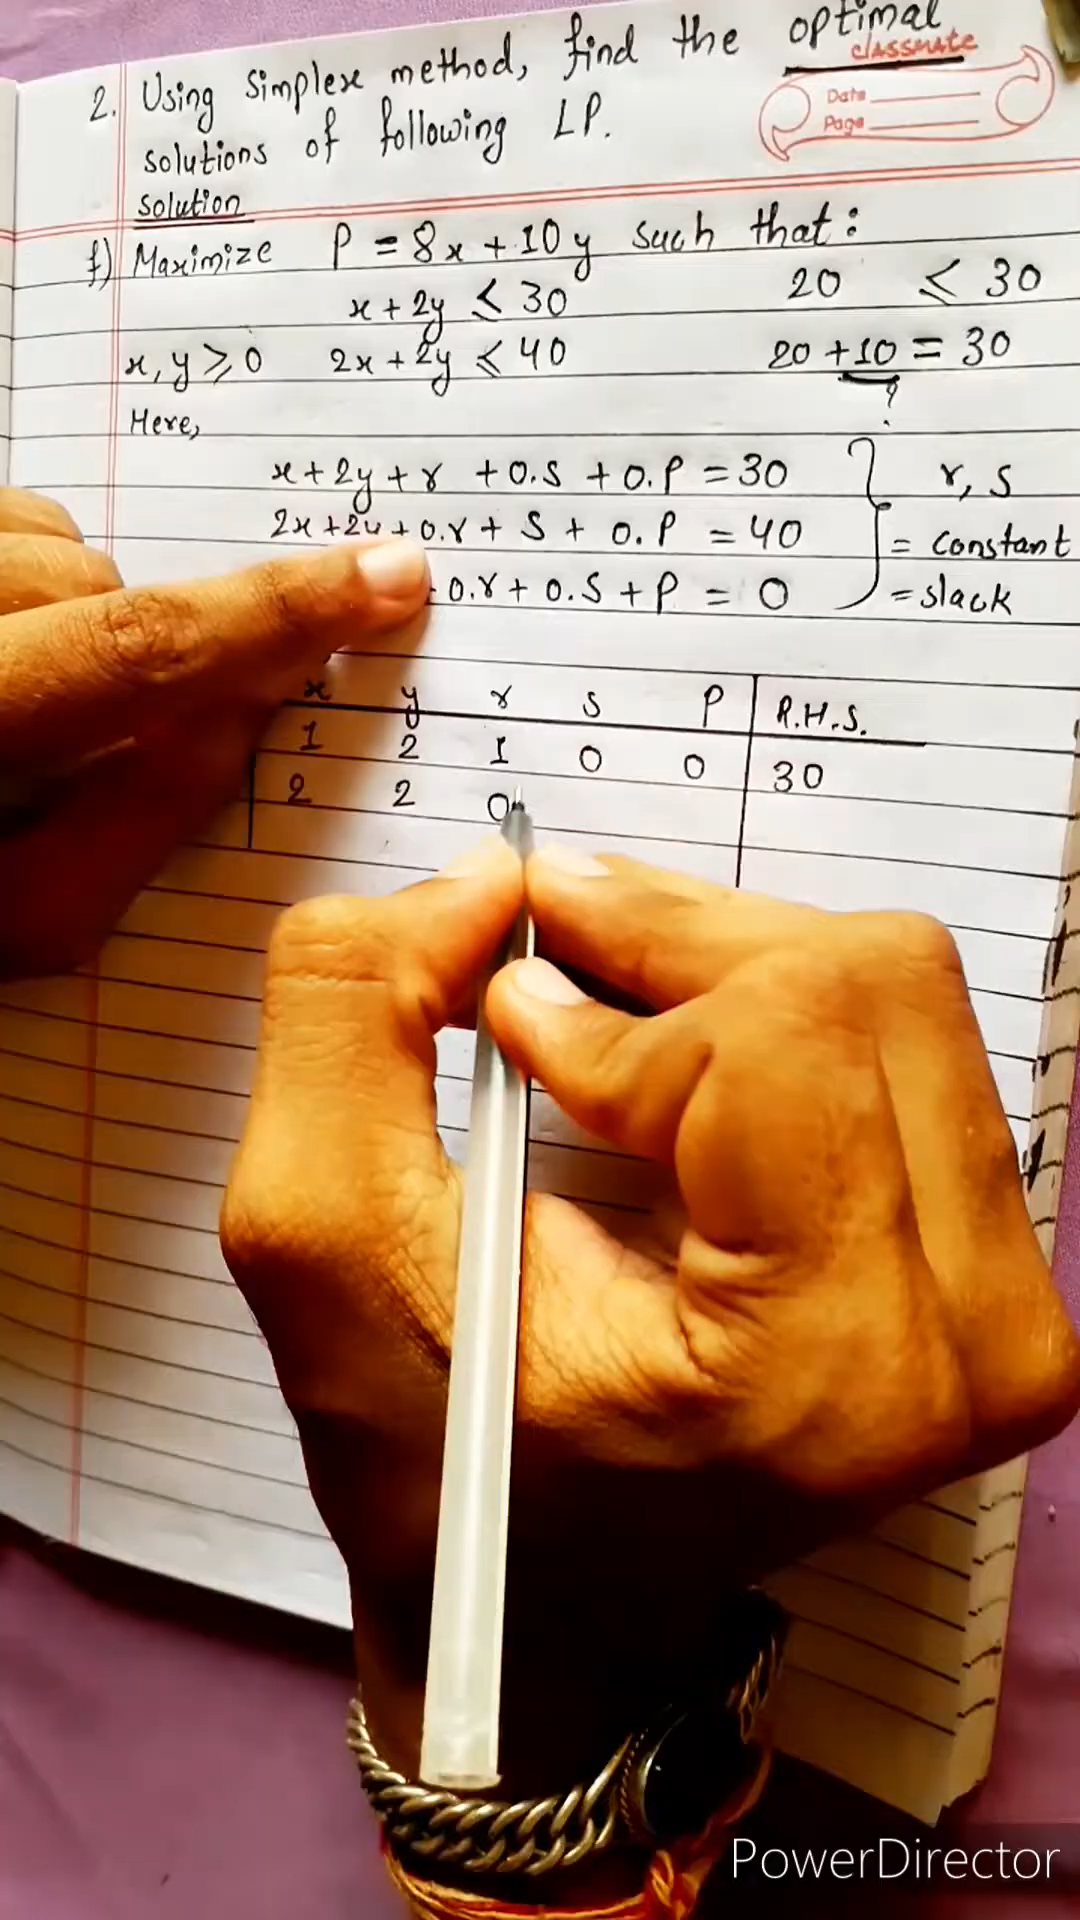 2. Using Simplex method, find the optimal
classmate
Date
Page
solutions of following LP.
Solution
f) Maximize P = 8x + 10y such that:
x + 2y ≤ 30 20 ≤ 30
x, y ≥ 0 2x + 2y ≤ 40 20 + 10 = 30
?
Here,
x + 2y + r + 0.s + 0.P = 30 } r, s
2x + 2y + 0.r + s + 0.P = 40 = constant
0.r + 0.s + P = 0 = slack
x y r s P R.H.S.
1 2 1 0 0 30
2 2 0
PowerDirector